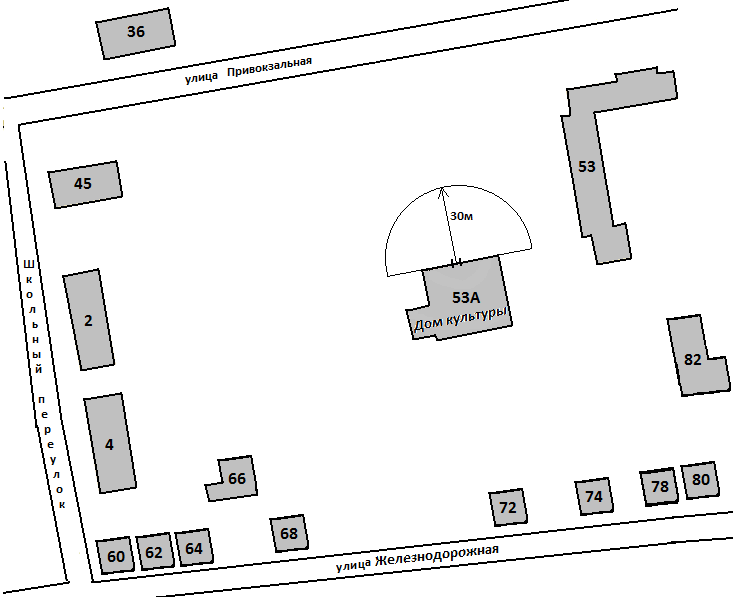 36
улица Привокзальная
45
53
30м
53А
Дом культуры
Школьный переулок
2
82
4
66
80
78
74
72
68
64
62
60
улица Железнодорожная